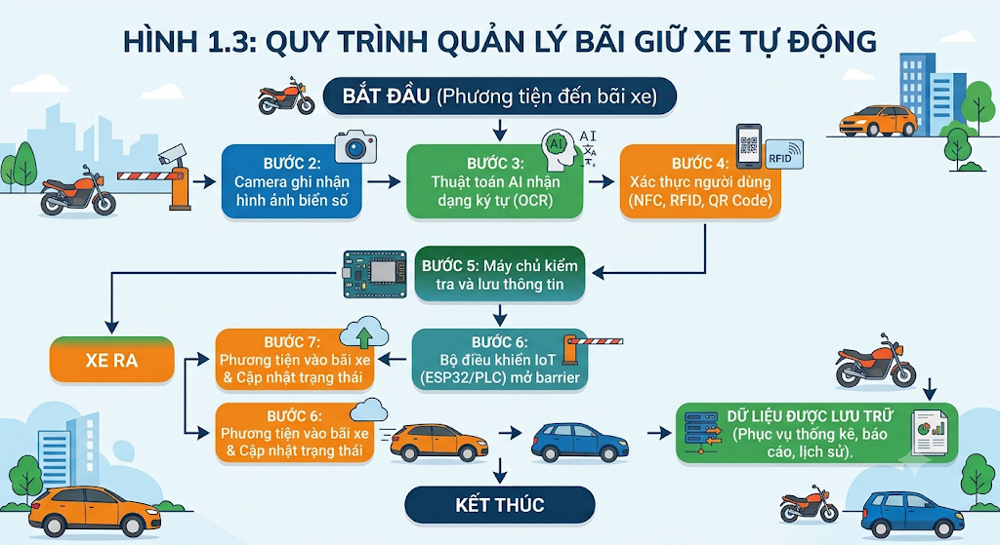 HÌNH 1.3: QUY TRÌNH QUẢN LÝ BÃI GIỮ XE TỰ ĐỘNG
BẮT ĐẦU (Phương tiện đến bãi xe)
BƯỚC 2:
Camera ghi nhận
hình ảnh biển số
BƯỚC 3:
Thuật toán AI nhận
dạng ký tự (OCR)
AI
AI
BƯỚC 4:
Xác thực người dùng
(NFC, RFID, QR Code)
RFID
BƯỚC 5: Máy chủ kiểm
tra và lưu thông tin
XE RA
BƯỚC 7:
Phương tiện vào bãi xe
& Cập nhật trạng thái
BƯỚC 6:
Bộ điều khiển IoT
(ESP32/PLC) mở barrier
BƯỚC 6:
Phương tiện vào bãi xe
& Cập nhật trạng thái
DỮ LIỆU ĐƯỢC LƯU TRỮ
(Phục vụ thống kê, báo
cáo, lịch sử).
KẾT THÚC